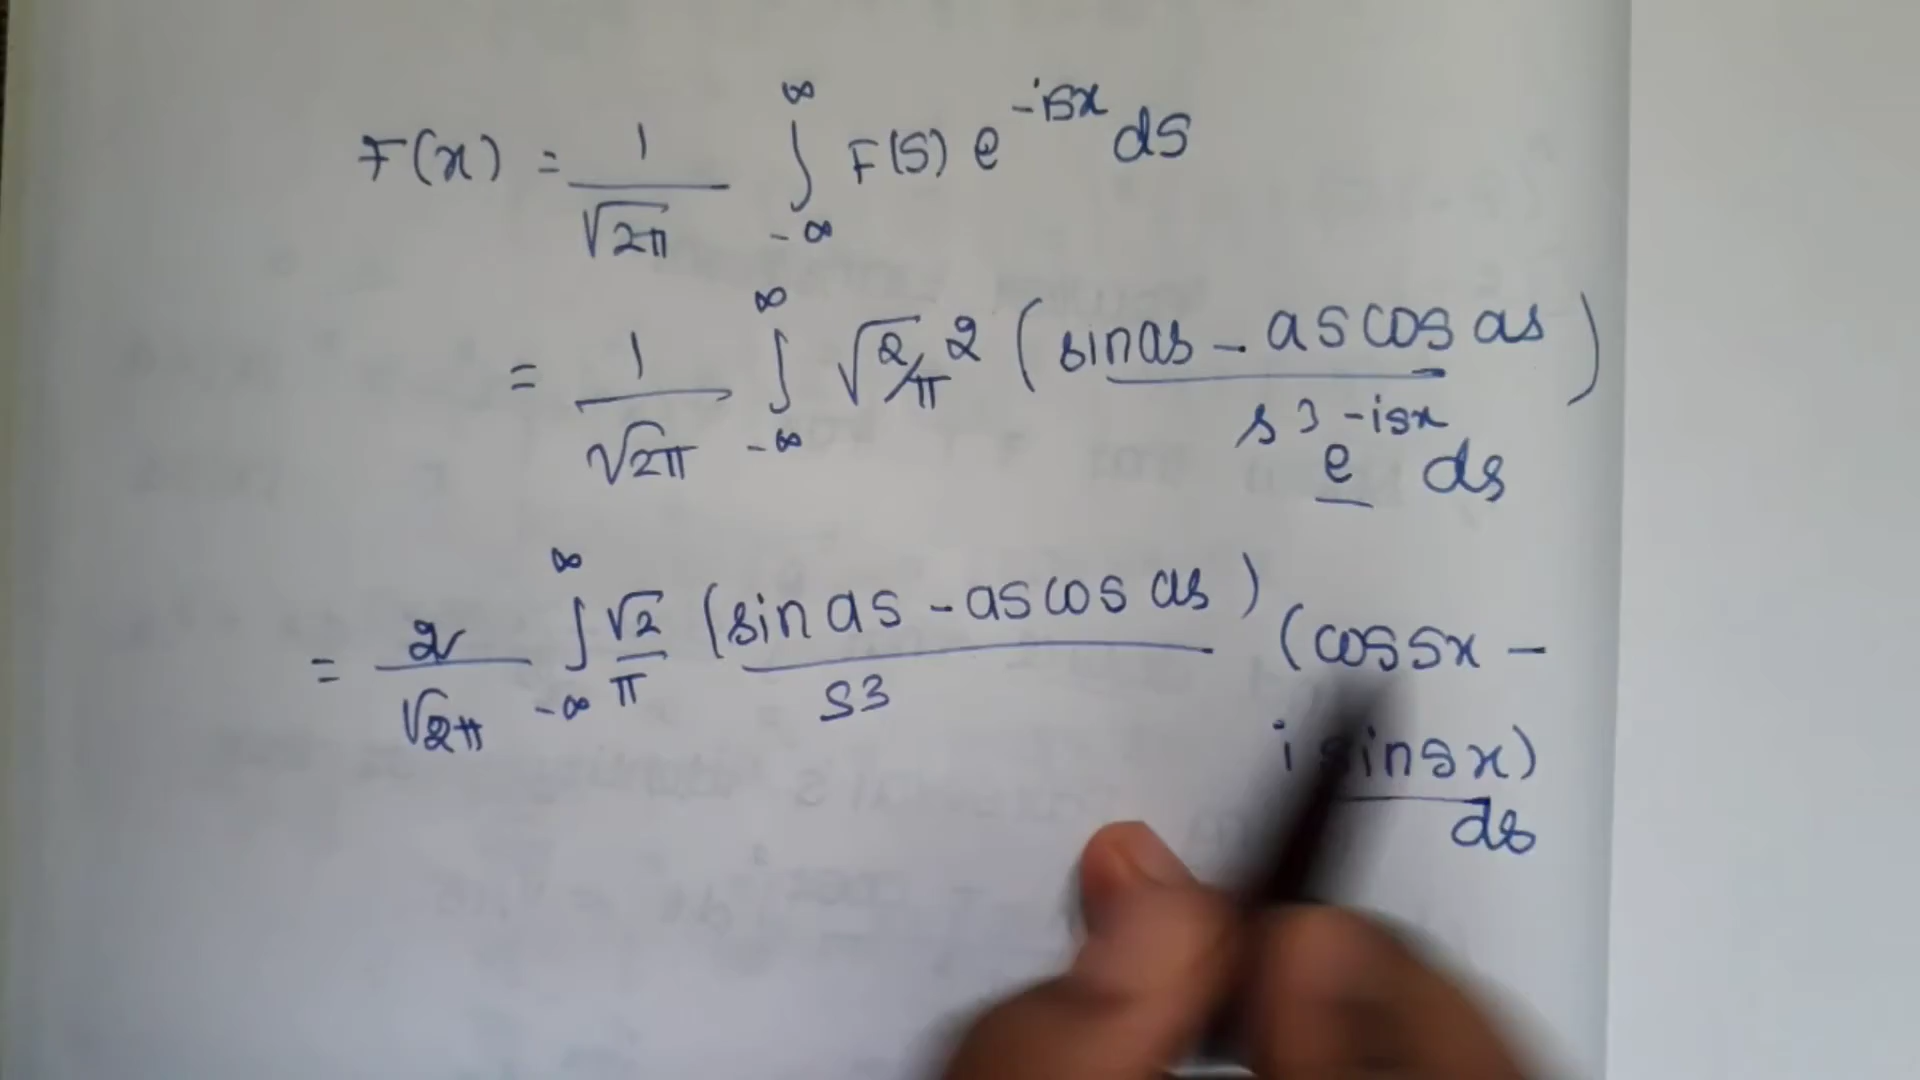 F(x) = 1/√2π ∫_{-∞}^{∞} F(s) e^{-isx} ds
= 1/√2π ∫_{-∞}^{∞} √2/π 2 (sin as - as cos as / s3) e^{-isx} ds
= 2/√2π ∫_{-∞}^{∞} √2/π (sin as - as cos as) / s3 (cos sx -
i sin sx) ds